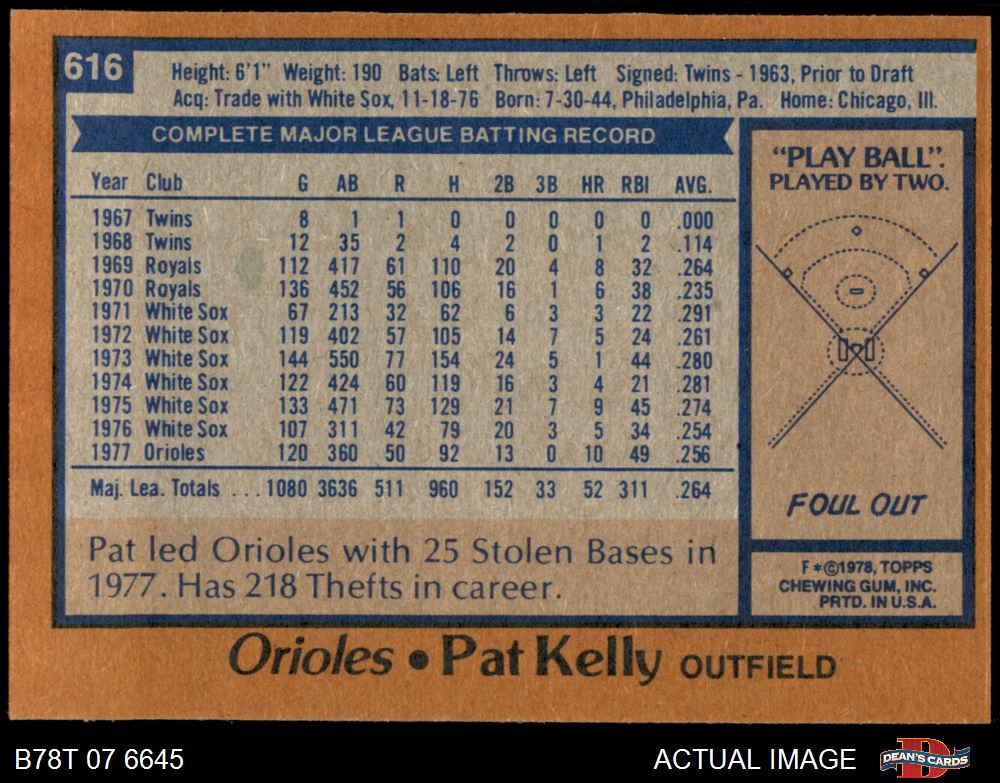 616
Height: 6'1" Weight: 190 Bats: Left Throws: Left Signed: Twins - 1963, Prior to Draft
Acq: Trade with White Sox, 11-18-76 Born: 7-30-44, Philadelphia, Pa. Home: Chicago, Ill.
COMPLETE MAJOR LEAGUE BATTING RECORD
Year Club G AB R H 2B 3B HR RBI AVG.
1967 Twins 8 1 1 0 0 0 0 0 .000
1968 Twins 12 35 2 4 2 0 1 2 .114
1969 Royals 112 417 61 110 20 4 8 32 .264
1970 Royals 136 452 56 106 16 1 6 38 .235
1971 White Sox 67 213 32 62 6 3 3 22 .291
1972 White Sox 119 402 57 105 14 7 5 24 .261
1973 White Sox 144 550 77 154 24 5 1 44 .280
1974 White Sox 122 424 60 119 16 3 4 21 .281
1975 White Sox 133 471 73 129 21 7 9 45 .274
1976 White Sox 107 311 42 79 20 3 5 34 .254
1977 Orioles 120 360 50 92 13 0 10 49 .256
Maj. Lea. Totals ... 1080 3636 511 960 152 33 52 311 .264
Pat led Orioles with 25 Stolen Bases in
1977. Has 218 Thefts in career.
"PLAY BALL".
PLAYED BY TWO.
FOUL OUT
F*©1978, TOPPS
CHEWING GUM, INC.
PRTD. IN U.S.A.
Orioles • Pat Kelly OUTFIELD
B78T 07 6645
ACTUAL IMAGE
DEAN'S CARDS